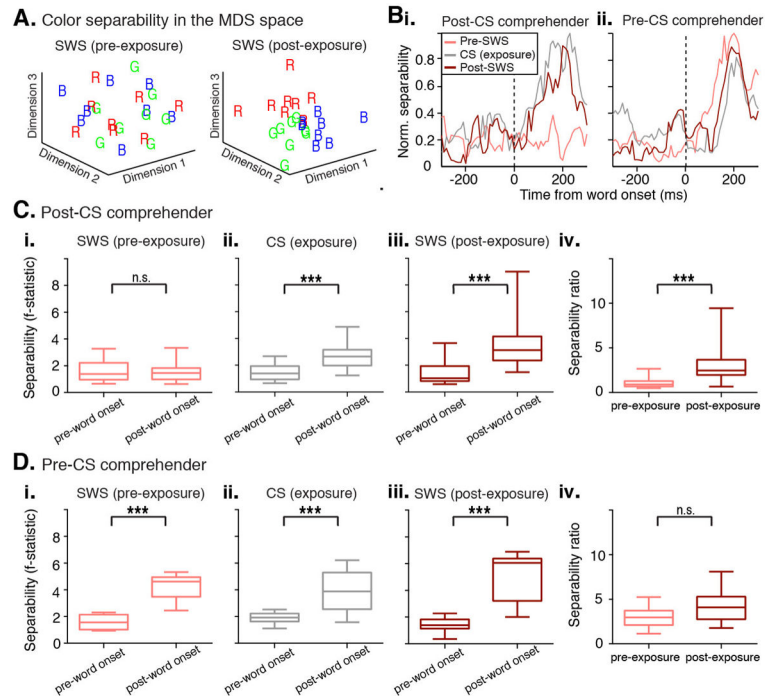 A. Color separability in the MDS space
SWS (pre-exposure)
SWS (post-exposure)
Dimension 3
Dimension 2
Dimension 1
R B G R B R G B R B G R G B R G B
Dimension 3
Dimension 2
Dimension 1
R R R R R R R G G G G G G G B B B B B B
B i. Post-CS comprehender
ii. Pre-CS comprehender
Pre-SWS
CS (exposure)
Post-SWS
Norm. separability
0.8
0.6
0.4
0.2
0
-200 0 200
-200 0 200
Time from word onset (ms)
C. Post-CS comprehender
i. SWS (pre-exposure)
ii. CS (exposure)
iii. SWS (post-exposure)
iv.
n.s.
***
***
***
Separability (f-statistic)
8
6
4
2
0
Separability ratio
10
5
0
pre-word onset
post-word onset
pre-word onset
post-word onset
pre-word onset
post-word onset
pre-exposure
post-exposure
D. Pre-CS comprehender
i. SWS (pre-exposure)
ii. CS (exposure)
iii. SWS (post-exposure)
iv.
***
***
***
n.s.
Separability (f-statistic)
8
6
4
2
0
Separability ratio
10
5
0
pre-word onset
post-word onset
pre-word onset
post-word onset
pre-word onset
post-word onset
pre-exposure
post-exposure